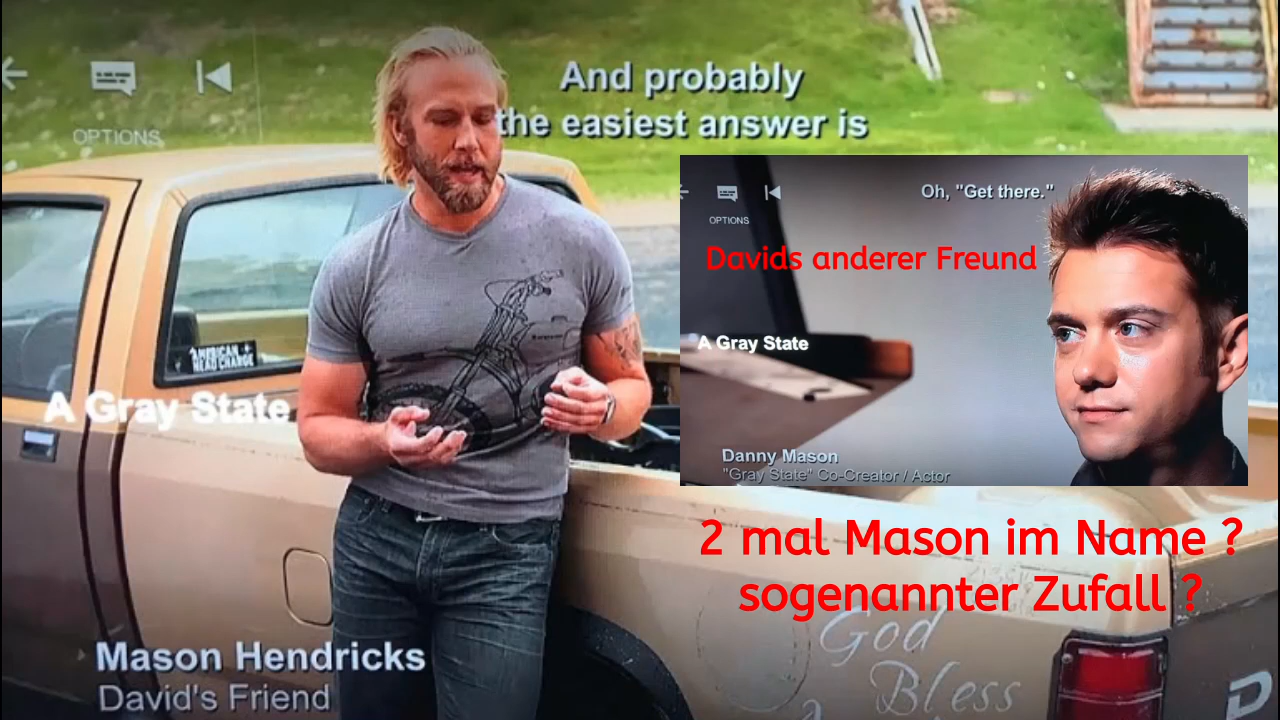 And probably
the easiest answer is
OPTIONS
Oh, "Get there."
OPTIONS
Davids anderer Freund
A Gray State
Danny Mason
"Gray State" Co-Creator / Actor
AMERICAN
HEAD CHARGE
A Gray State
2 mal Mason im Name ?
sogenannter Zufall ?
God
Bless
Mason Hendricks
David's Friend